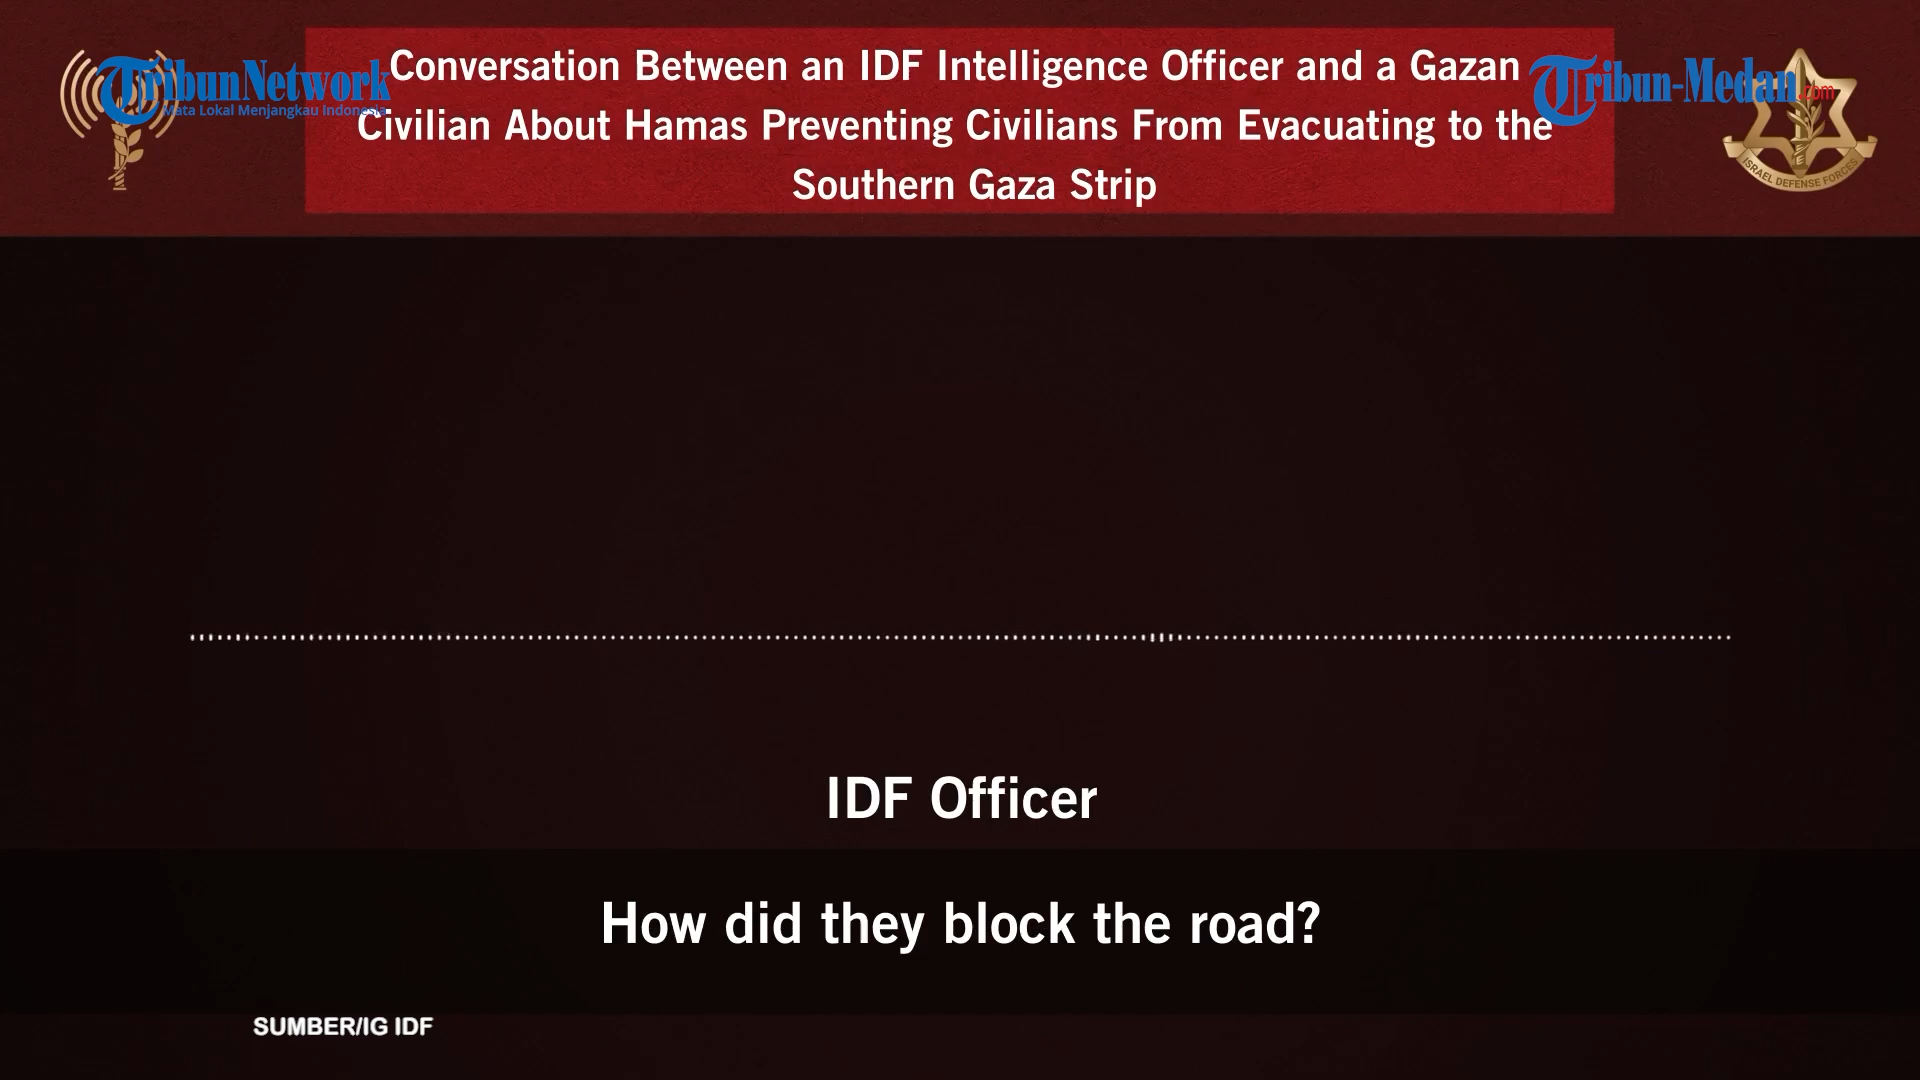 Conversation Between an IDF Intelligence Officer and a Gazan
Civilian About Hamas Preventing Civilians From Evacuating to the
Southern Gaza Strip
TribunNetwork
Mata Lokal Menjangkau Indonesia
Tribun-Medan.com
ISRAEL DEFENSE FORCES
IDF Officer
How did they block the road?
SUMBER/IG IDF